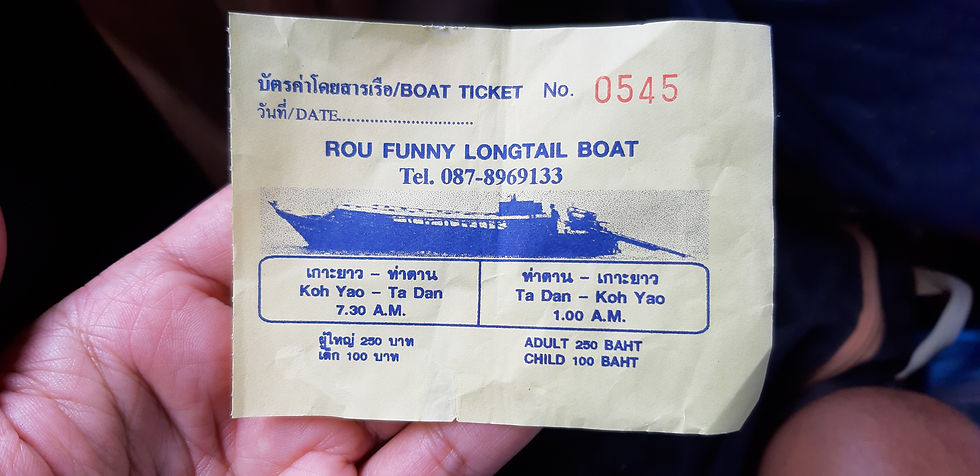 บัตรค่าโดยสารเรือ/BOAT TICKET No. 0545
วันที่/DATE..............................
ROU FUNNY LONGTAIL BOAT
Tel. 087-8969133
เกาะยาว – ท่าดาน
Koh Yao – Ta Dan
7.30 A.M.
ท่าดาน – เกาะยาว
Ta Dan – Koh Yao
1.00 A.M.
ผู้ใหญ่ 250 บาท
เด็ก 100 บาท
ADULT 250 BAHT
CHILD 100 BAHT